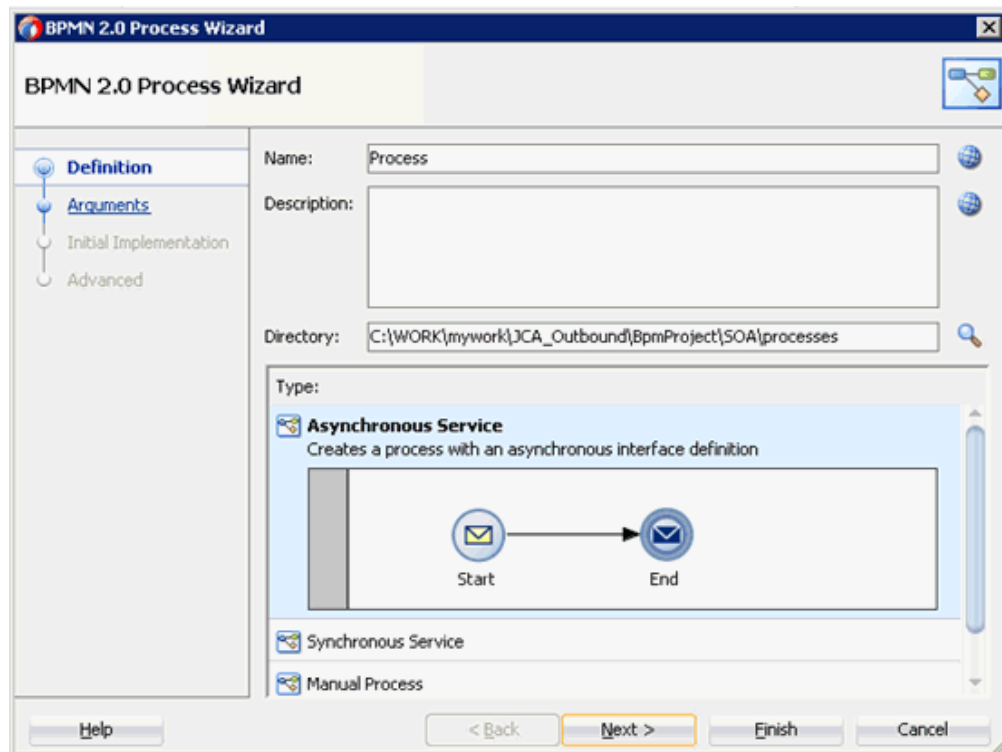 BPMN 2.0 Process Wizard
BPMN 2.0 Process Wizard
Definition
Arguments
Initial Implementation
Advanced
Name: Process
Description:
Directory: C:\WORK\mywork\JCA_Outbound\BpmProject\SOA\processes
Type:
Asynchronous Service
Creates a process with an asynchronous interface definition
Start End
Synchronous Service
Manual Process
Help < Back Next > Finish Cancel